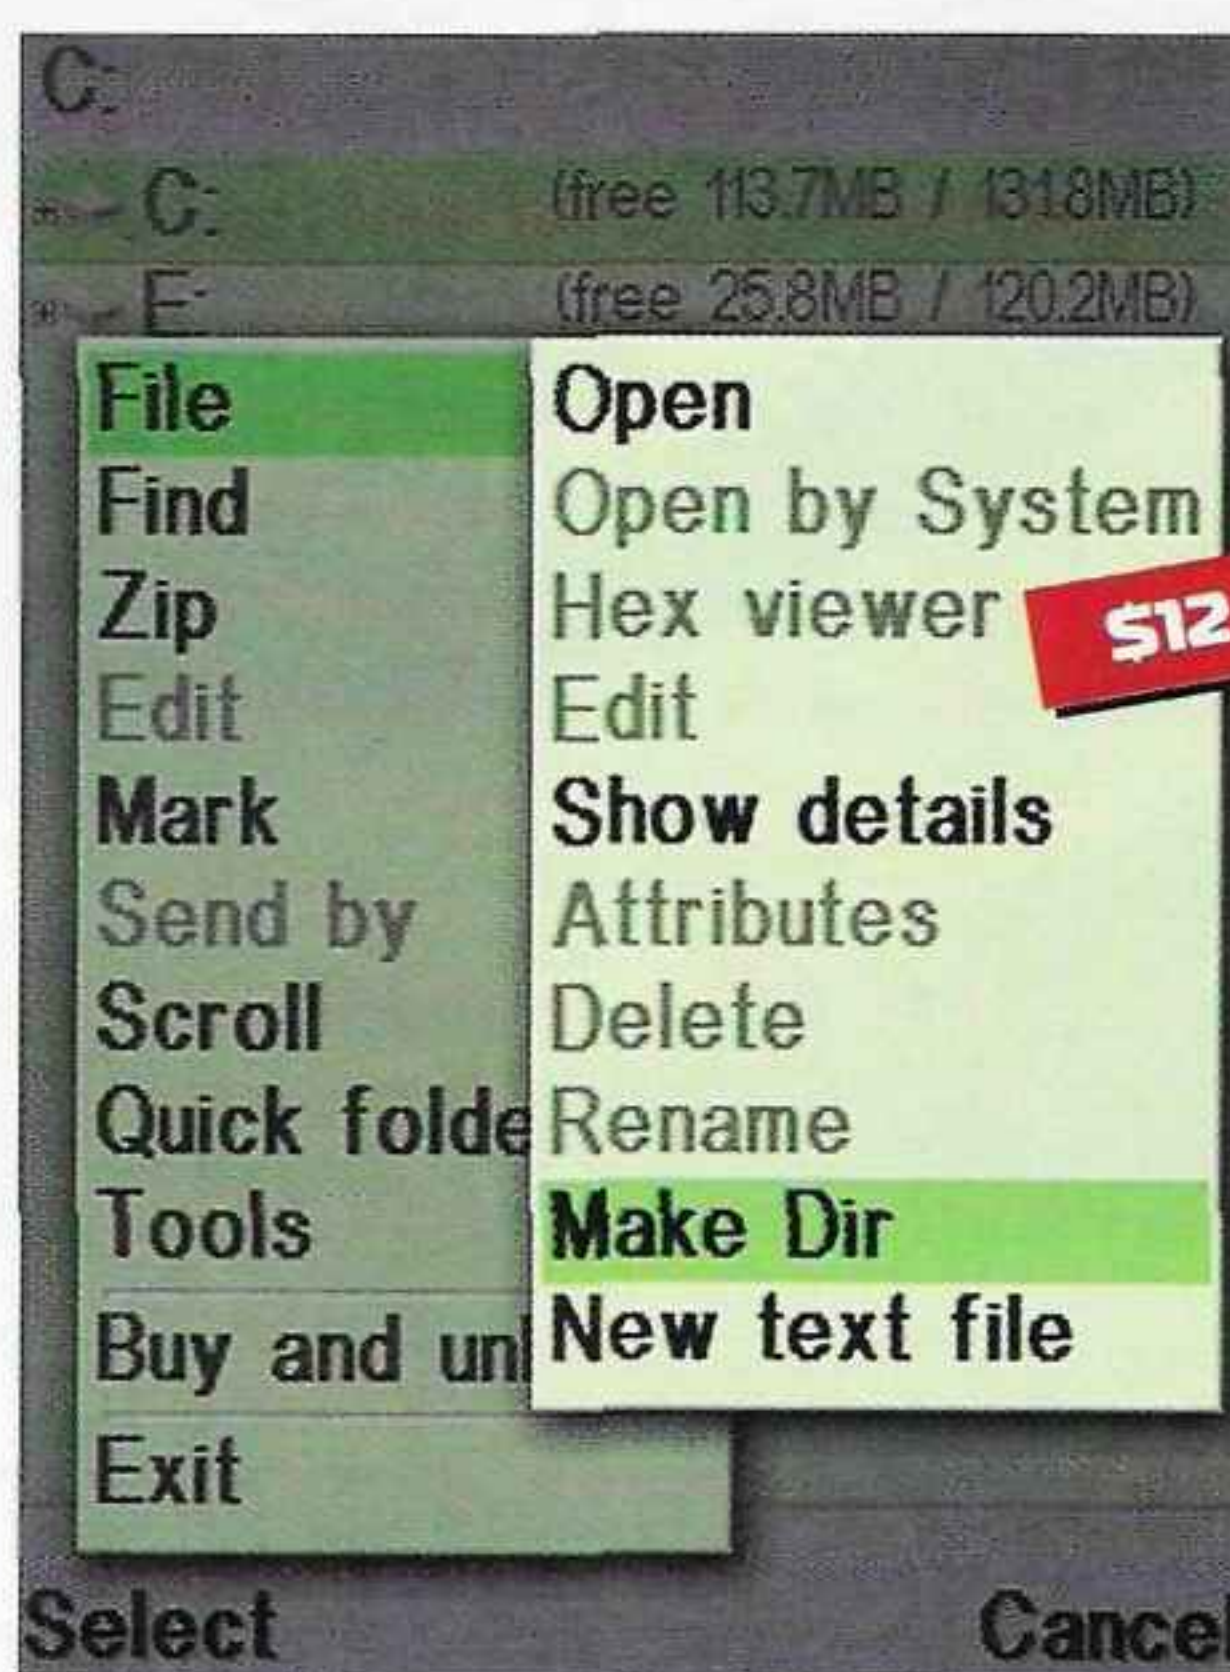 C:
C: (free 113.7MB / 131.8MB)
E: (free 25.8MB / 120.2MB)
File
Find
Zip
Edit
Mark
Send by
Scroll
Quick folde
Tools
Buy and unl
Exit
Open
Open by System
Hex viewer
Edit
Show details
Attributes
Delete
Rename
Make Dir
New text file
$12
Select Cancel